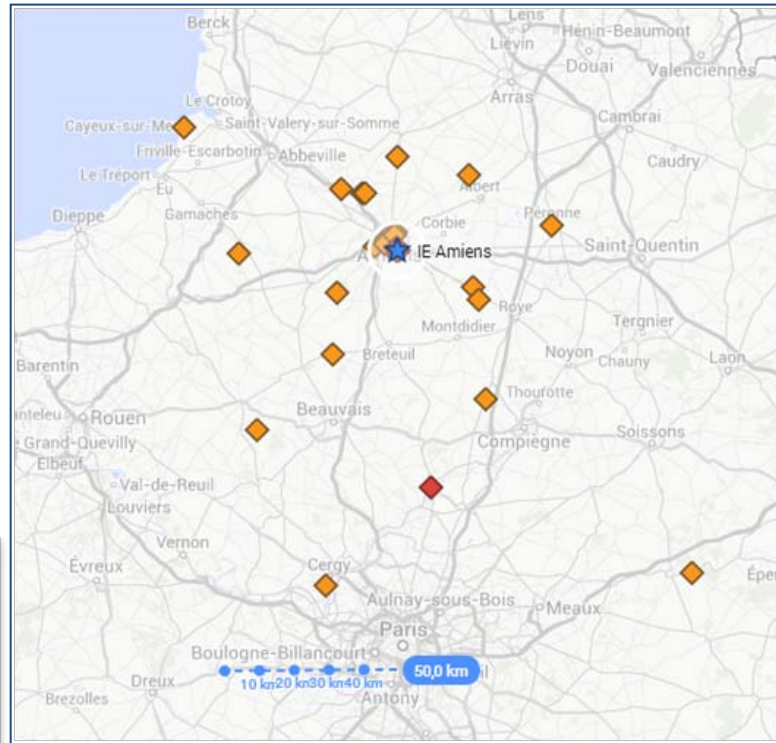 Berck
Lens
Hénin-Beaumont
Liévin
Douai
Valenciennes
Arras
Le Crotoy
Cayeux-sur-Me
Saint-Valery-sur-Somme
Cambrai
Friville-Escarbotin
Abbeville
Caudry
Le Tréport
Eu
Albert
Gamaches
Dieppe
Corbie
Péronne
IE Amiens
Saint-Quentin
Roye
Montdidier
Tergnier
Breteuil
Noyon
Chauny
Laon
Barentin
Thourotte
Beauvais
Canteleu
Rouen
Compiègne
Le Grand-Quevilly
Soissons
Elbeuf
Val-de-Reuil
Louviers
Vernon
Cergy
Évreux
Éper
Aulnay-sous-Bois
Meaux
Paris
Boulogne-Billancourt
50,0 km
10 km
20 km
30 km
40 km
Dreux
Antony
Brezolles